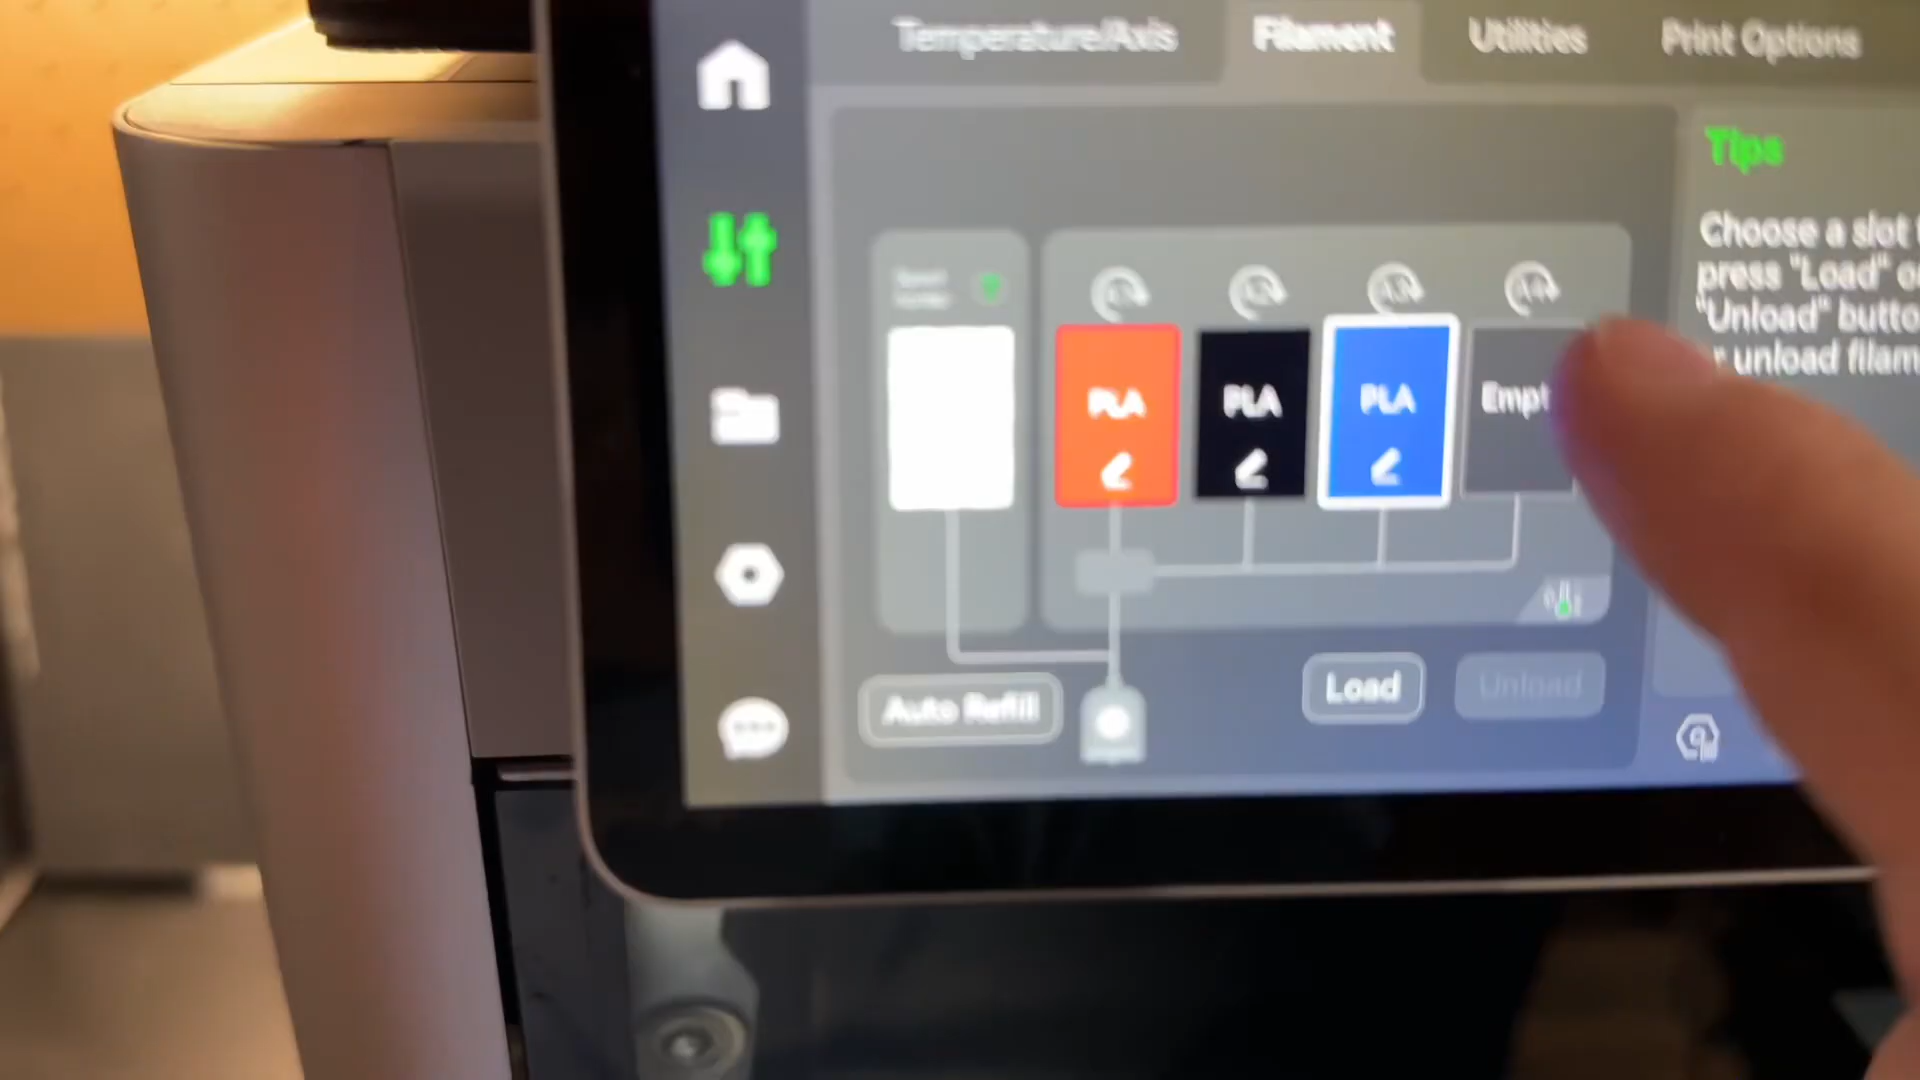 Temperature/Axis
Filament
Utilities
Print Options
Tips
Choose a slot
press "Load" o
"Unload" butto
r unload filam
PLA
PLA
PLA
Empt
Auto Refill
Load
Unload